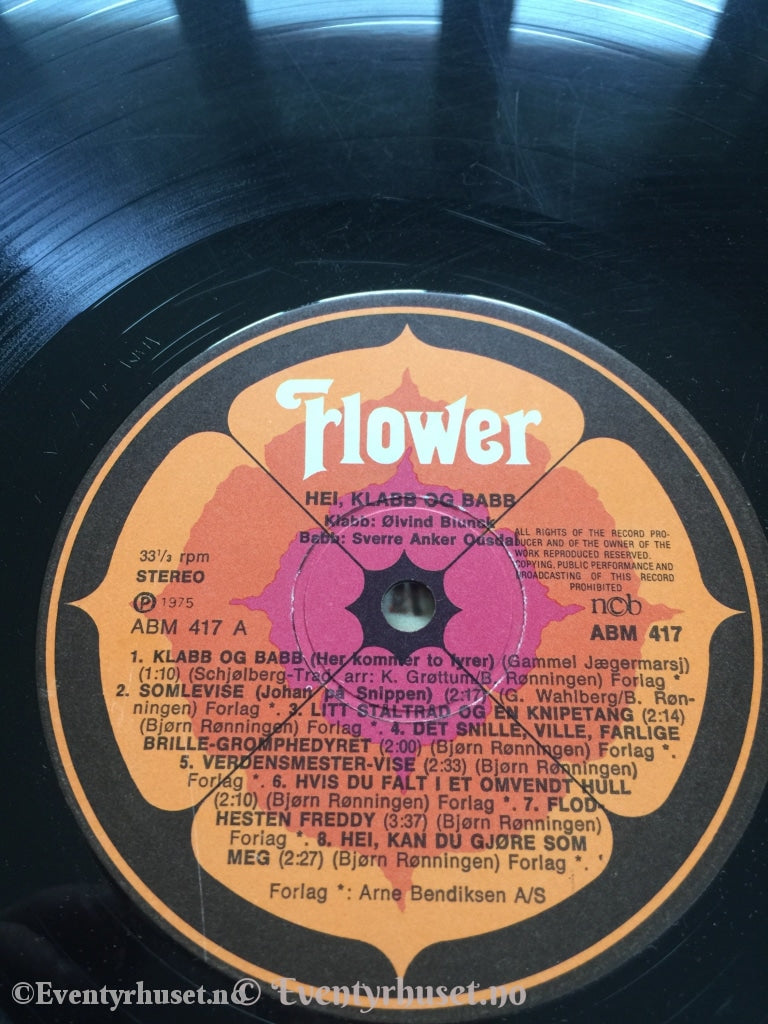 Flower
HEI, KLABB OG BABB
Klabb: Øivind Blunck
Babb: Sverre Anker Ousdal
ALL RIGHTS OF THE RECORD PRO-
DUCER AND OF THE OWNER OF THE
WORK REPRODUCED RESERVED.
COPYING, PUBLIC PERFORMANCE AND
BROADCASTING OF THIS RECORD
PROHIBITED
33⅓ rpm
STEREO
Ⓟ 1975
ABM 417 A
n©b
ABM 417
1. KLABB OG BABB (Her kommer to fyrer) (Gammel Jægermarsj)
(1:10) (Schjølberg-Trad arr: K. Grøttum/B. Rønningen) Forlag *
2. SOMLEVISE (Johan på Snippen) (2:17) (G. Wahlberg/B. Røn-
ningen) Forlag *. 3. LITT STÅLTRÅD OG EN KNIPETANG (2:14)
(Bjørn Rønningen) Forlag *. 4. DET SNILLE, VILLE, FARLIGE
BRILLE-GROMPHEDYRET (2:00) (Bjørn Rønningen) Forlag *.
5. VERDENSMESTER-VISE (2:33) (Bjørn Rønningen)
Forlag *. 6. HVIS DU FALT I ET OMVENDT HULL
(2:10) (Bjørn Rønningen) Forlag *. 7. FLOD-
HESTEN FREDDY (3:37) (Bjørn Rønningen)
Forlag *. 8. HEI, KAN DU GJØRE SOM
MEG (2:27) (Bjørn Rønningen) Forlag *.
Forlag *: Arne Bendiksen A/S
©Eventyrhuset.no © Eventyrhuset.no